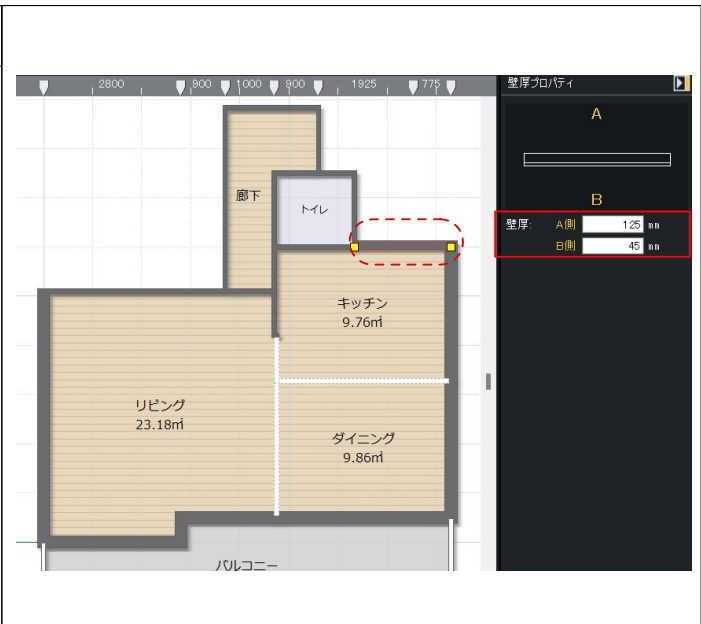 2800 900 1000 900 1925 775
壁厚プロパティ
A
B
壁厚: A側 125 mm
B側 45 mm
廊下
トイレ
キッチン
9.76㎡
リビング
23.18㎡
ダイニング
9.86㎡
バルコニー